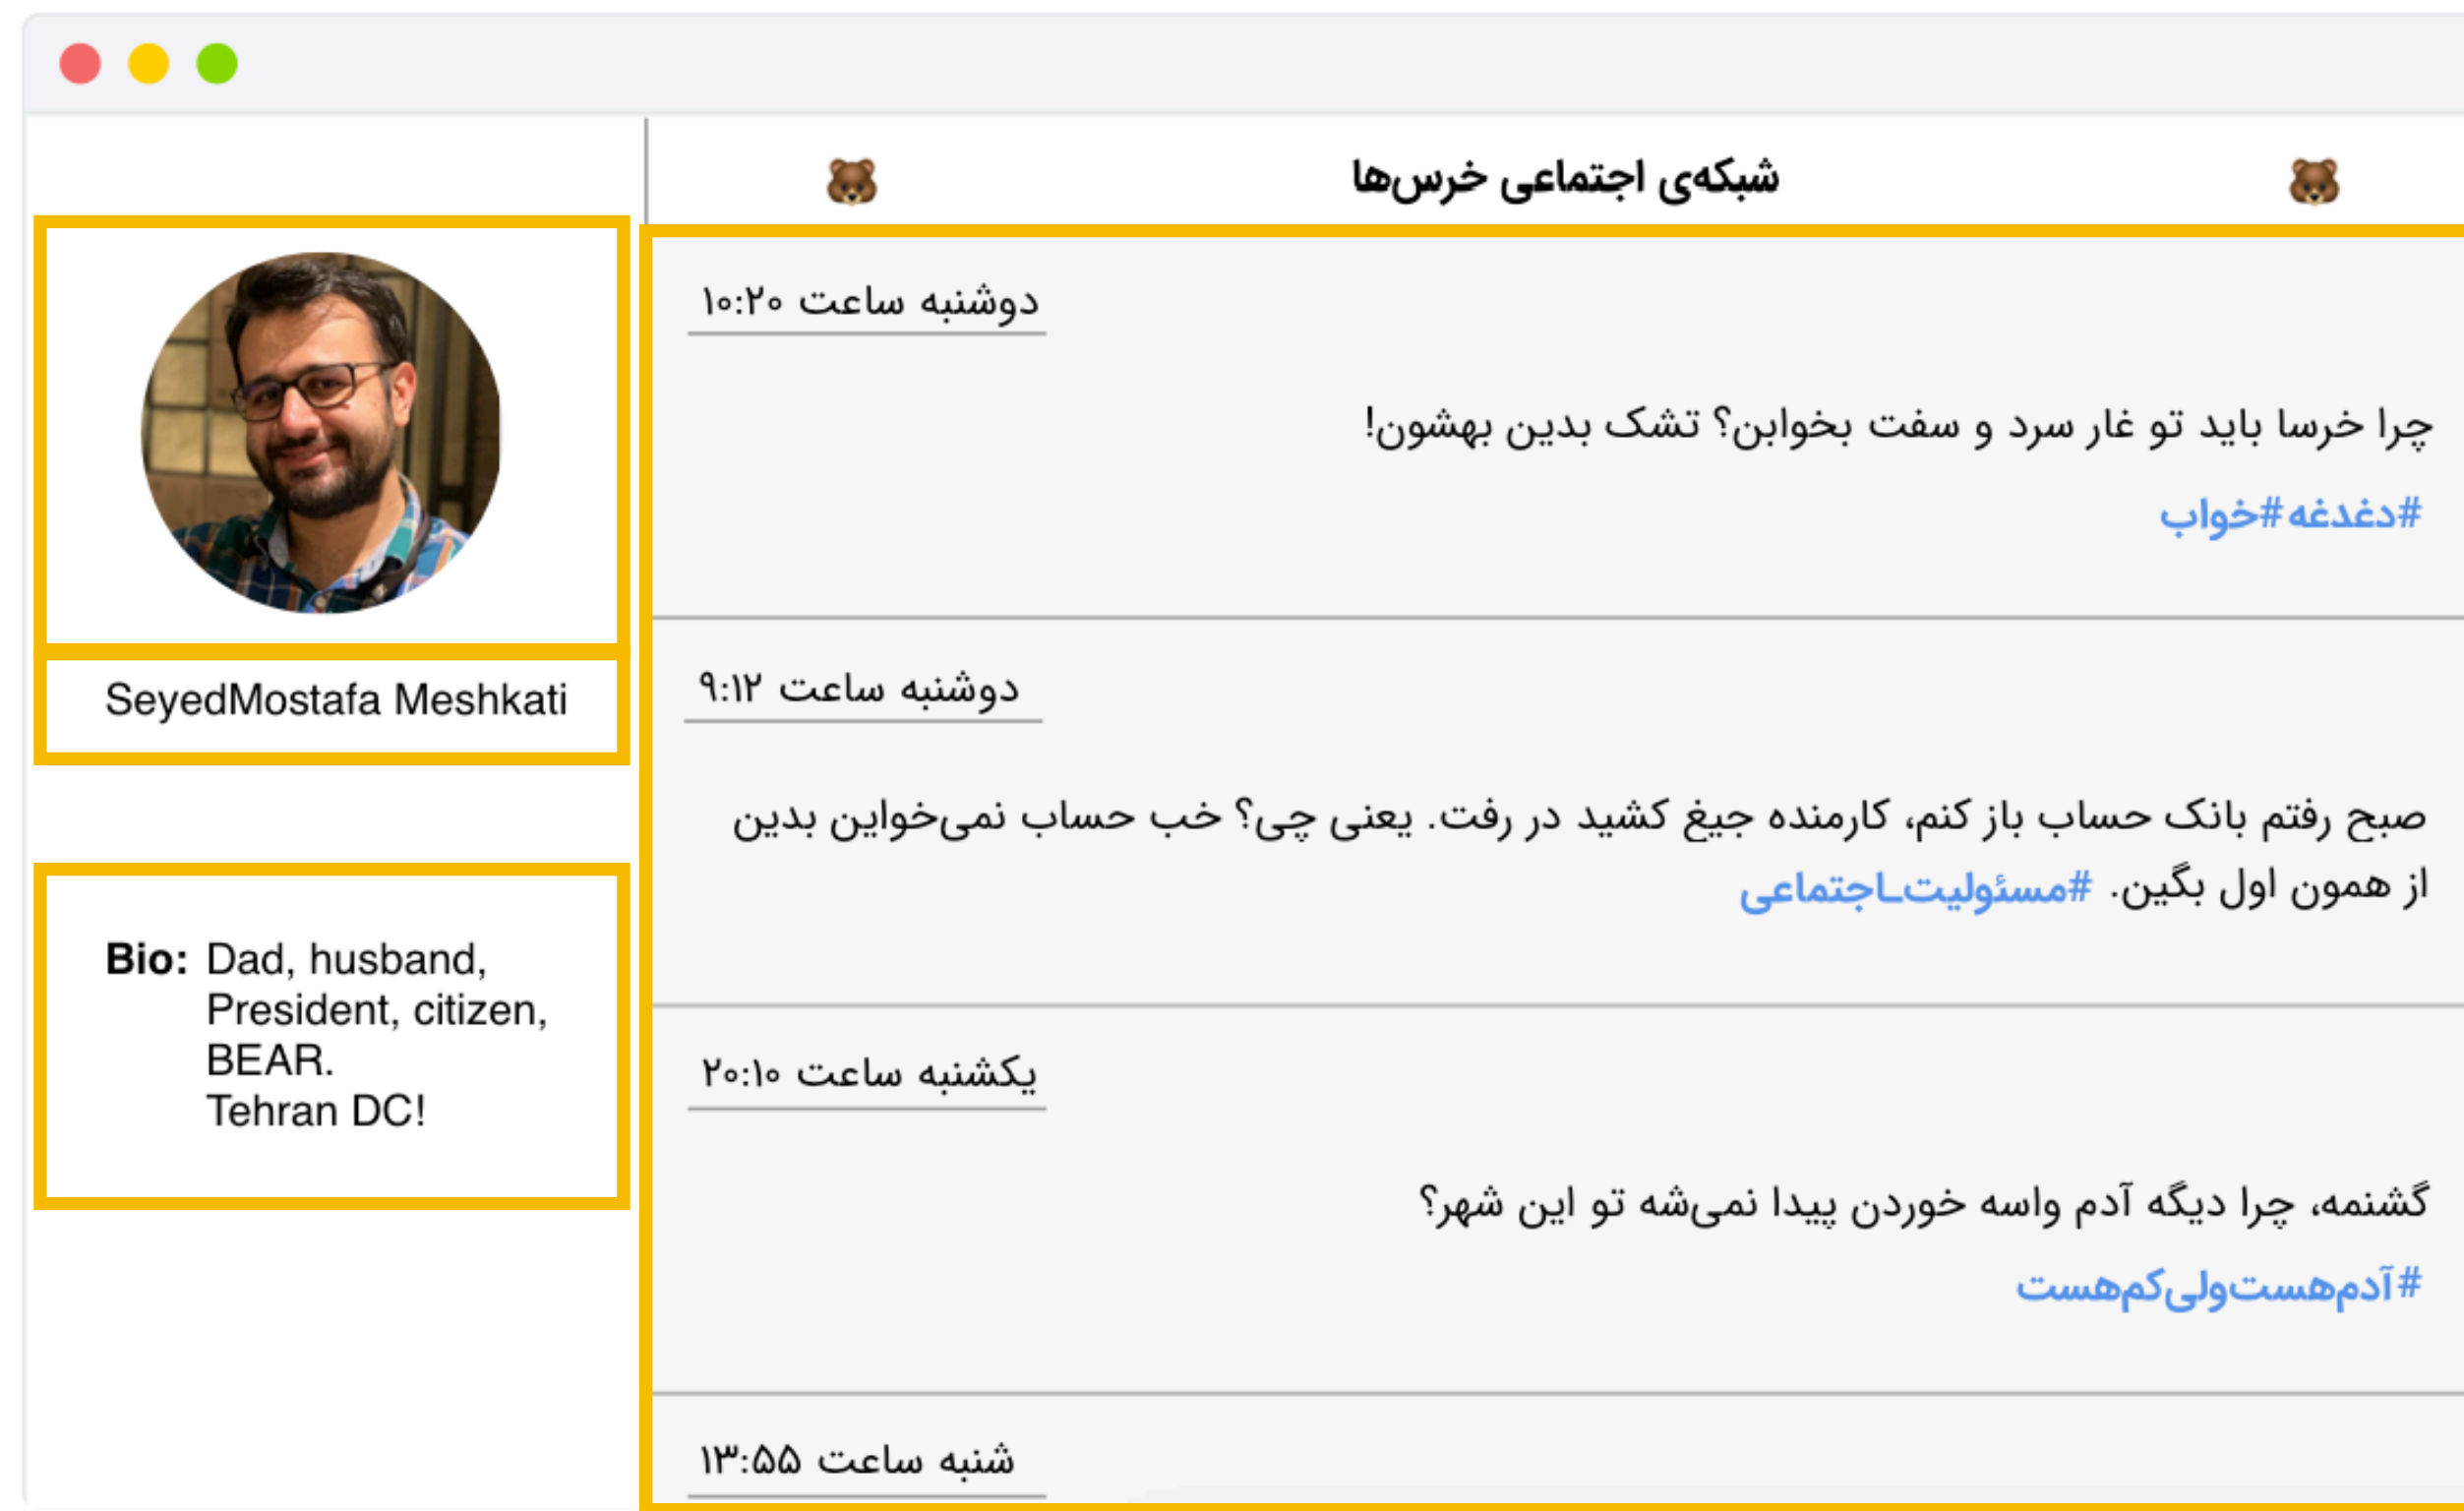 شبکه‌ی اجتماعی خرس‌ها
SeyedMostafa Meshkati
Bio: Dad, husband,
President, citizen,
BEAR.
Tehran DC!
دوشنبه ساعت ۱۰:۲۰
چرا خرسا باید تو غار سرد و سفت بخوابن؟ تشک بدین بهشون!
#دغدغه #خواب
دوشنبه ساعت ۹:۱۲
صبح رفتم بانک حساب باز کنم، کارمنده جیغ کشید در رفت. یعنی چی؟ خب حساب نمی‌خواین بدین
از همون اول بگین. #مسئولیت_اجتماعی
یکشنبه ساعت ۲۰:۱۰
گشنمه، چرا دیگه آدم واسه خوردن پیدا نمی‌شه تو این شهر؟
#آدم‌هست‌ولی‌کم‌هست
شنبه ساعت ۱۳:۵۵